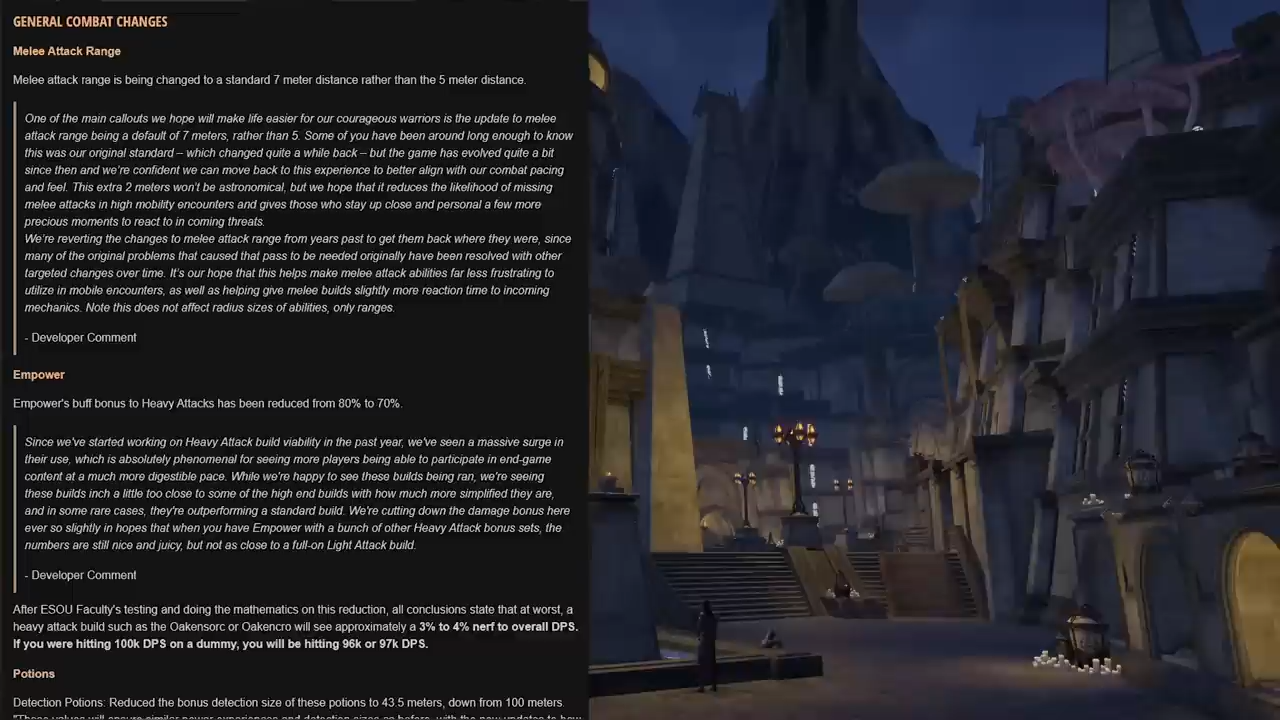 GENERAL COMBAT CHANGES
Melee Attack Range
Melee attack range is being changed to a standard 7 meter distance rather than the 5 meter distance.
One of the main callouts we hope will make life easier for our courageous warriors is the update to melee
attack range being a default of 7 meters, rather than 5. Some of you have been around long enough to know
this was our original standard – which changed quite a while back – but the game has evolved quite a bit
since then and we're confident we can move back to this experience to better align with our combat pacing
and feel. This extra 2 meters won't be astronomical, but we hope that it reduces the likelihood of missing
melee attacks in high mobility encounters and gives those who stay up close and personal a few more
precious moments to react to in coming threats.
We're reverting the changes to melee attack range from years past to get them back where they were, since
many of the original problems that caused that pass to be needed originally have been resolved with other
targeted changes over time. It's our hope that this helps make melee attack abilities far less frustrating to
utilize in mobile encounters, as well as helping give melee builds slightly more reaction time to incoming
mechanics. Note this does not affect radius sizes of abilities, only ranges.
- Developer Comment
Empower
Empower's buff bonus to Heavy Attacks has been reduced from 80% to 70%.
Since we've started working on Heavy Attack build viability in the past year, we've seen a massive surge in
their use, which is absolutely phenomenal for seeing more players being able to participate in end-game
content at a much more digestible pace. While we're happy to see these builds being ran, we're seeing
these builds inch a little too close to some of the high end builds with how much more simplified they are,
and in some rare cases, they're outperforming a standard build. We're cutting down the damage bonus here
ever so slightly in hopes that when you have Empower with a bunch of other Heavy Attack bonus sets, the
numbers are still nice and juicy, but not as close to a full-on Light Attack build.
- Developer Comment
After ESOU Faculty's testing and doing the mathematics on this reduction, all conclusions state that at worst, a
heavy attack build such as the Oakensorc or Oakencro will see approximately a 3% to 4% nerf to overall DPS.
If you were hitting 100k DPS on a dummy, you will be hitting 96k or 97k DPS.
Potions
Detection Potions: Reduced the bonus detection size of these potions to 43.5 meters, down from 100 meters.
"These values will ensure similar power experiences and detection sizes as before, with the new updates to how